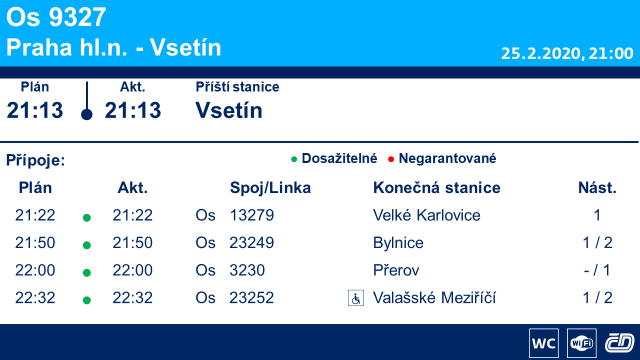 Os 9327
Praha hl.n. - Vsetín
25.2.2020, 21:00
Plán Akt. Příští stanice
21:13 21:13 Vsetín
Přípoje: Dosažitelné Negarantované
Plán Akt. Spoj/Linka Konečná stanice Nást.
21:22 21:22 Os 13279 Velké Karlovice 1
21:50 21:50 Os 23249 Bylnice 1 / 2
22:00 22:00 Os 3230 Přerov - / 1
22:32 22:32 Os 23252 Valašské Meziříčí 1 / 2
WC WiFi ČD